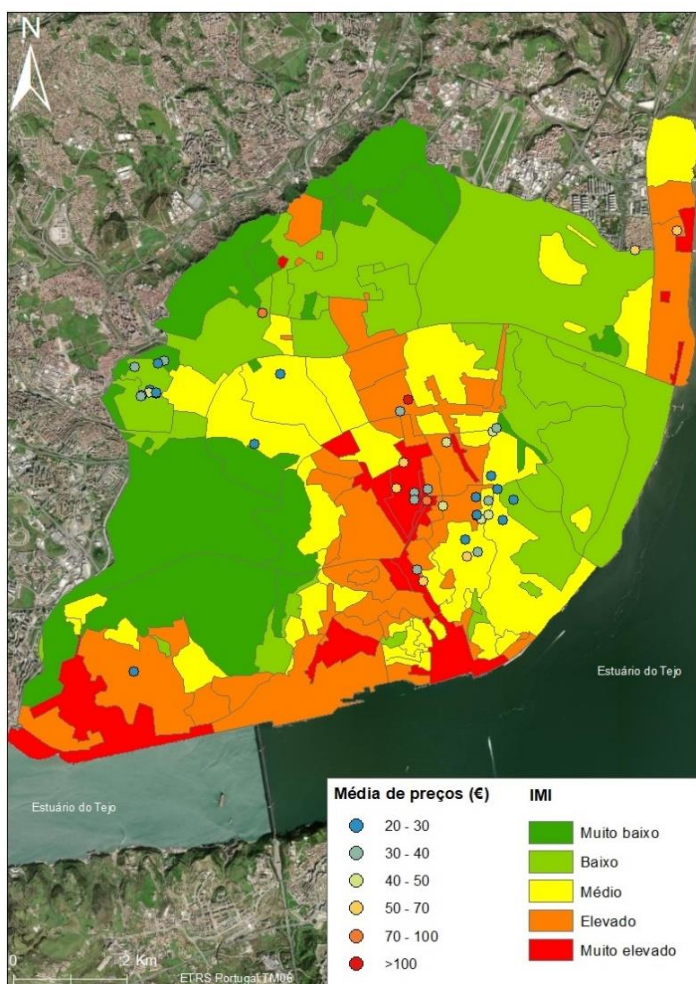 N
Estuário do Tejo
Estuário do Tejo
Média de preços (€)
20 - 30
30 - 40
40 - 50
50 - 70
70 - 100
>100
IMI
Muito baixo
Baixo
Médio
Elevado
Muito elevado
0 2 Km
ETRS Portugal TM06